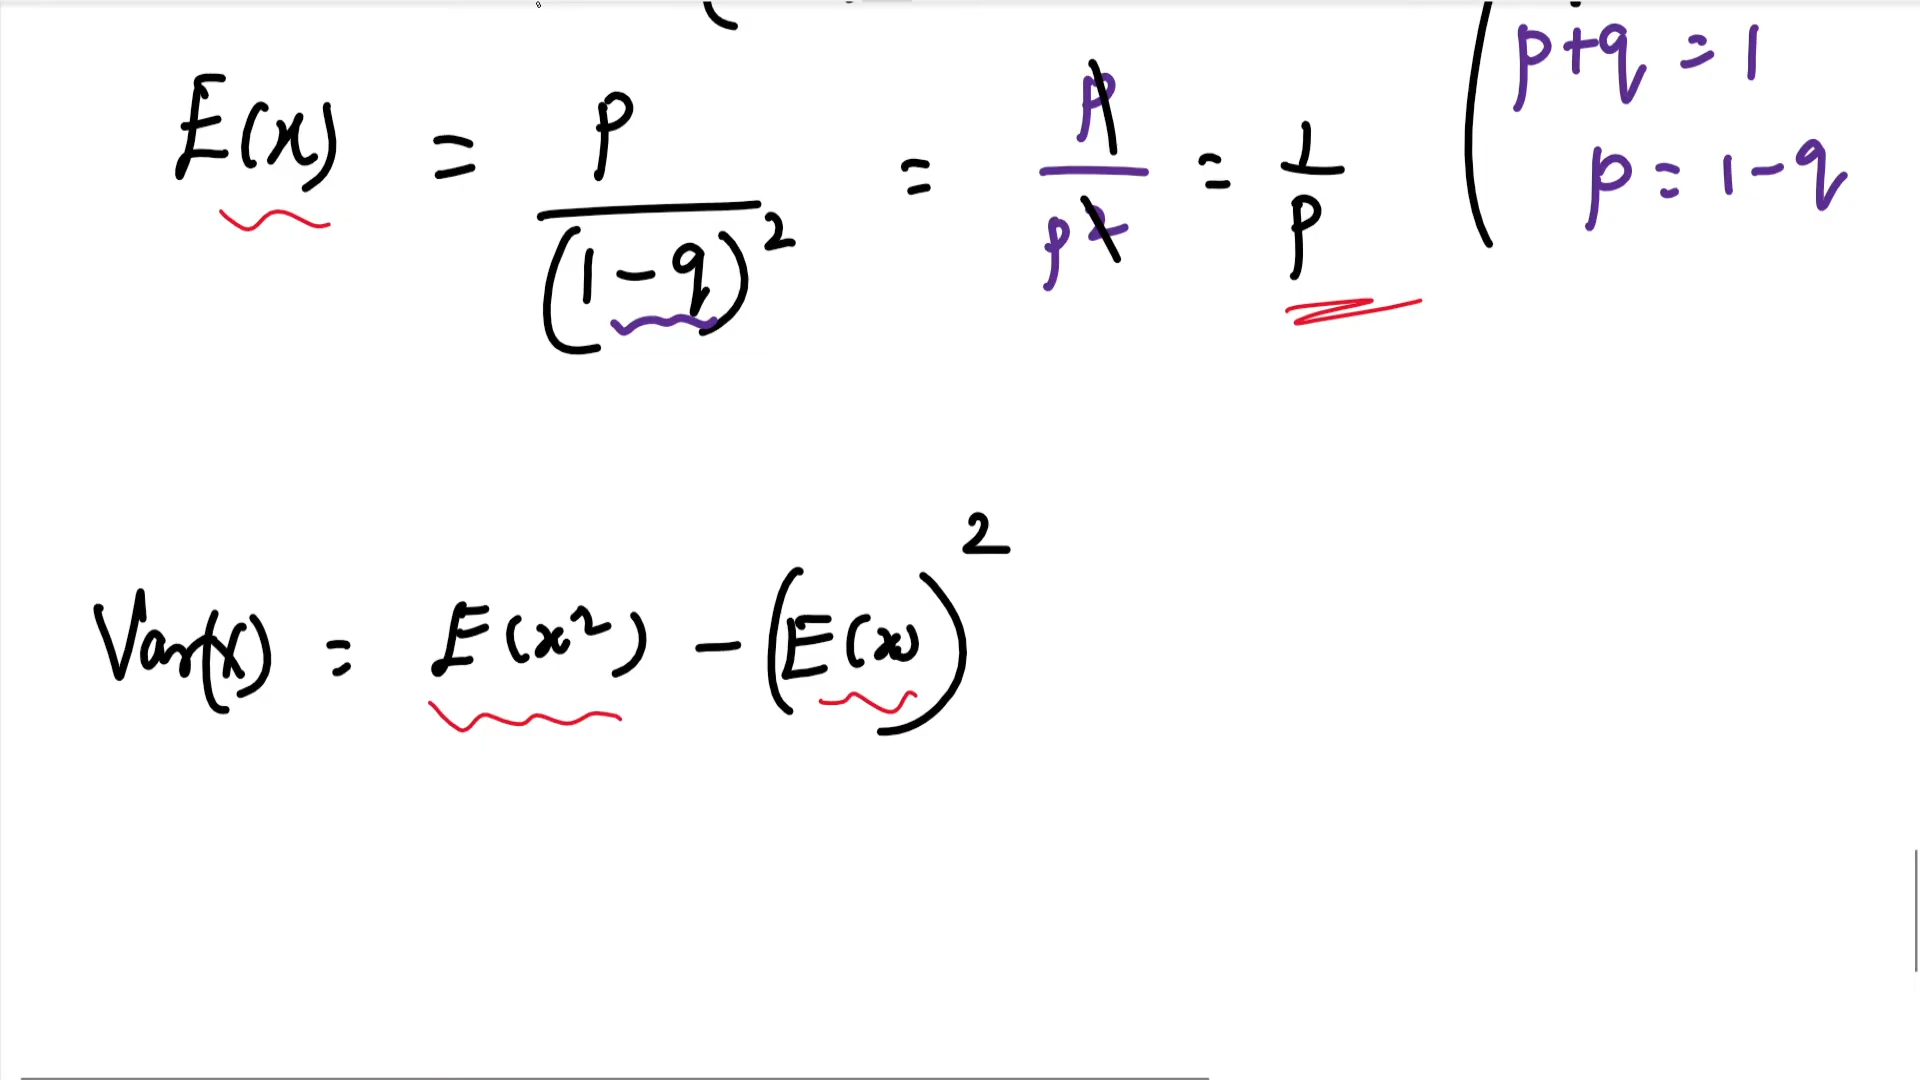 p+q = 1
E(x) = p/(1-q)² = p/p² = 1/p
p = 1-q
Var(x) = E(x²) - (E(x))²